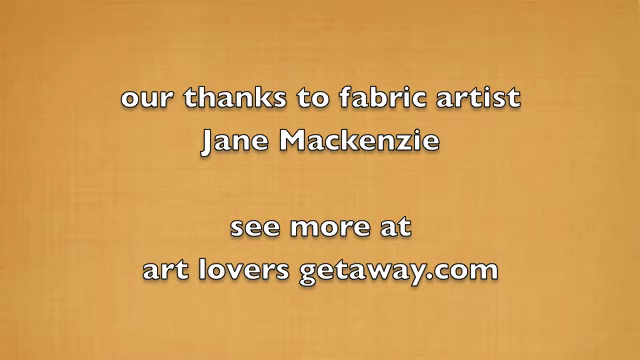 our thanks to fabric artist
Jane Mackenzie
see more at
art lovers getaway.com